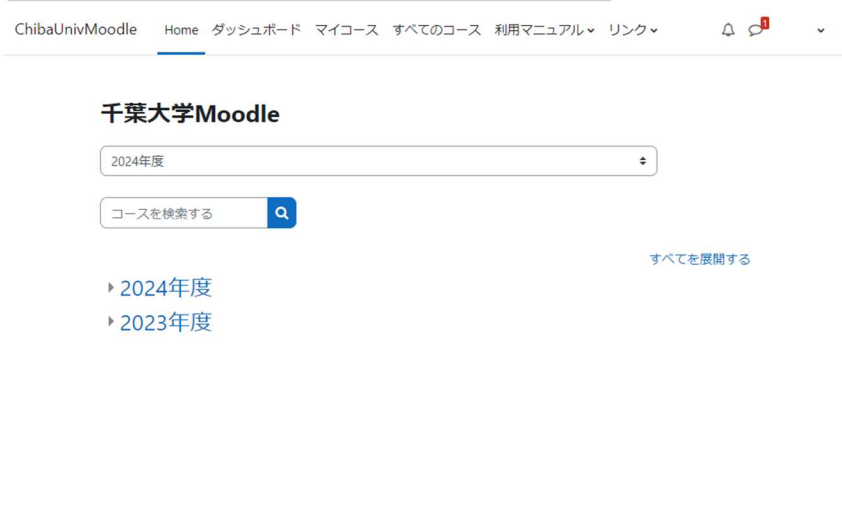 ChibaUnivMoodle Home ダッシュボード マイコース すべてのコース 利用マニュアル リンク 1
千葉大学Moodle
2024年度
コースを検索する
すべてを展開する
2024年度
2023年度